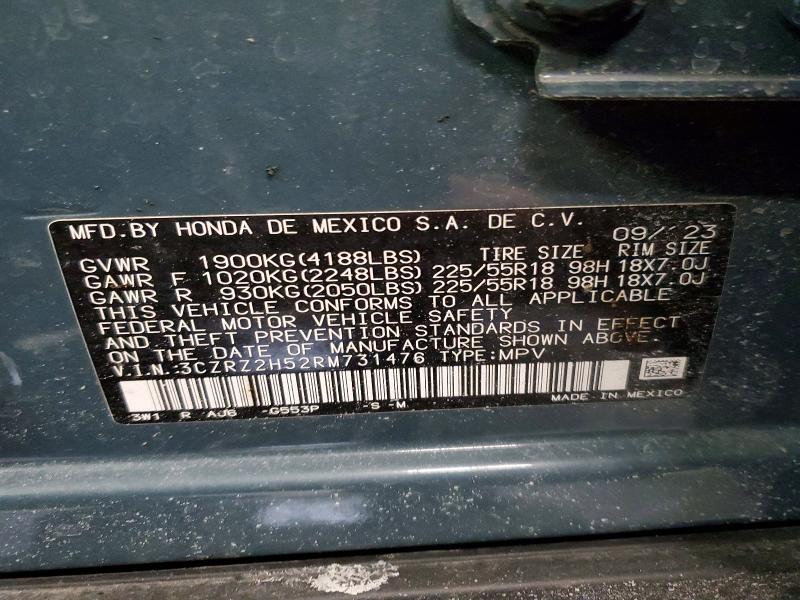 MFD.BY HONDA DE MEXICO S.A. DE C.V. 09/ 23
GVWR 1900KG(4188LBS) TIRE SIZE RIM SIZE
GAWR F 1020KG(2248LBS) 225/55R18 98H 18X7.0J
GAWR R 930KG(2050LBS) 225/55R18 98H 18X7.0J
THIS VEHICLE CONFORMS TO ALL APPLICABLE
FEDERAL MOTOR VEHICLE SAFETY
AND THEFT PREVENTION STANDARDS IN EFFECT
ON THE DATE OF MANUFACTURE SHOWN ABOVE.
V.I.N.:3CZRZ2H52RM731476 TYPE:MPV
3W1 R AJ6 -G553P -S -M MADE IN MEXICO